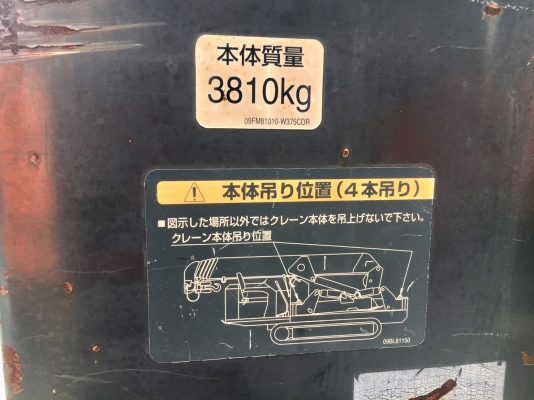 本体質量
3810kg
09FM81010-W375CDR
本体吊り位置(4本吊り)
■図示した場所以外ではクレーン本体を吊上げないで下さい。
クレーン本体吊り位置
09BL81150